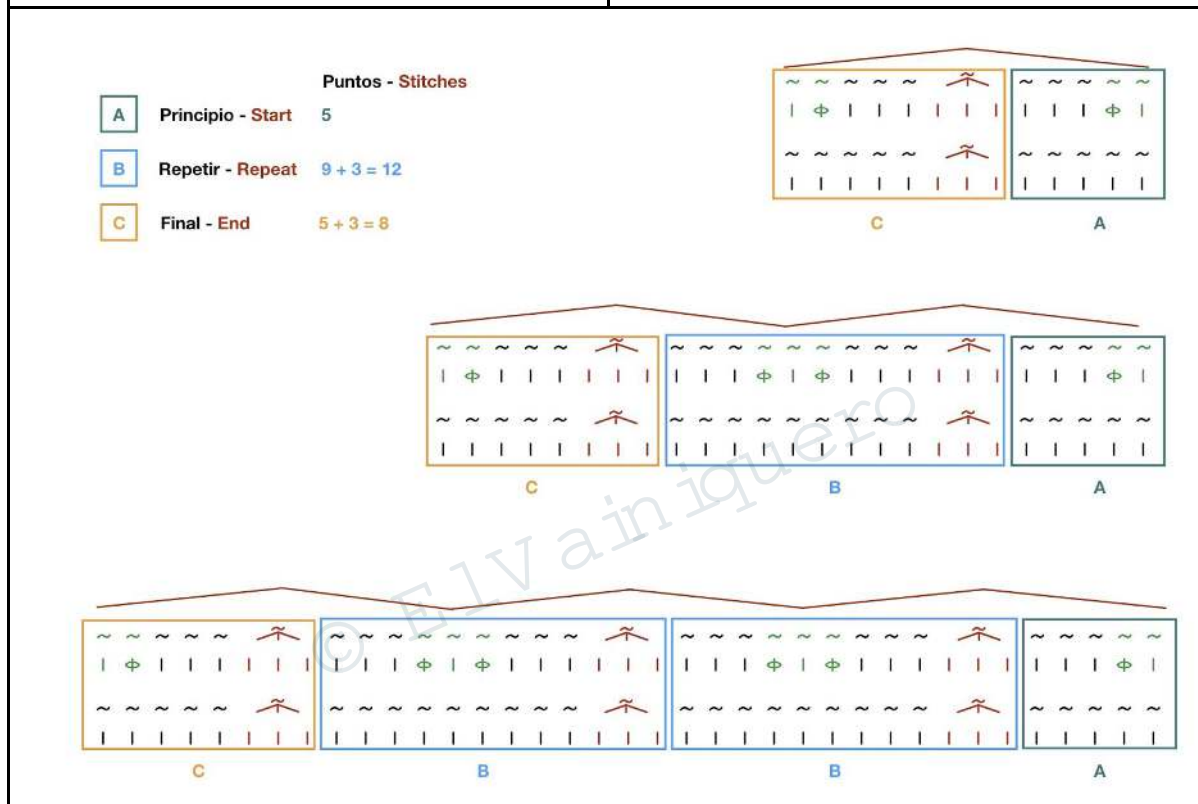 Puntos - Stitches
A Principio - Start 5
B Repetir - Repeat 9 + 3 = 12
C Final - End 5 + 3 = 8
C A
C B A
© ElVainiquero
C B B A